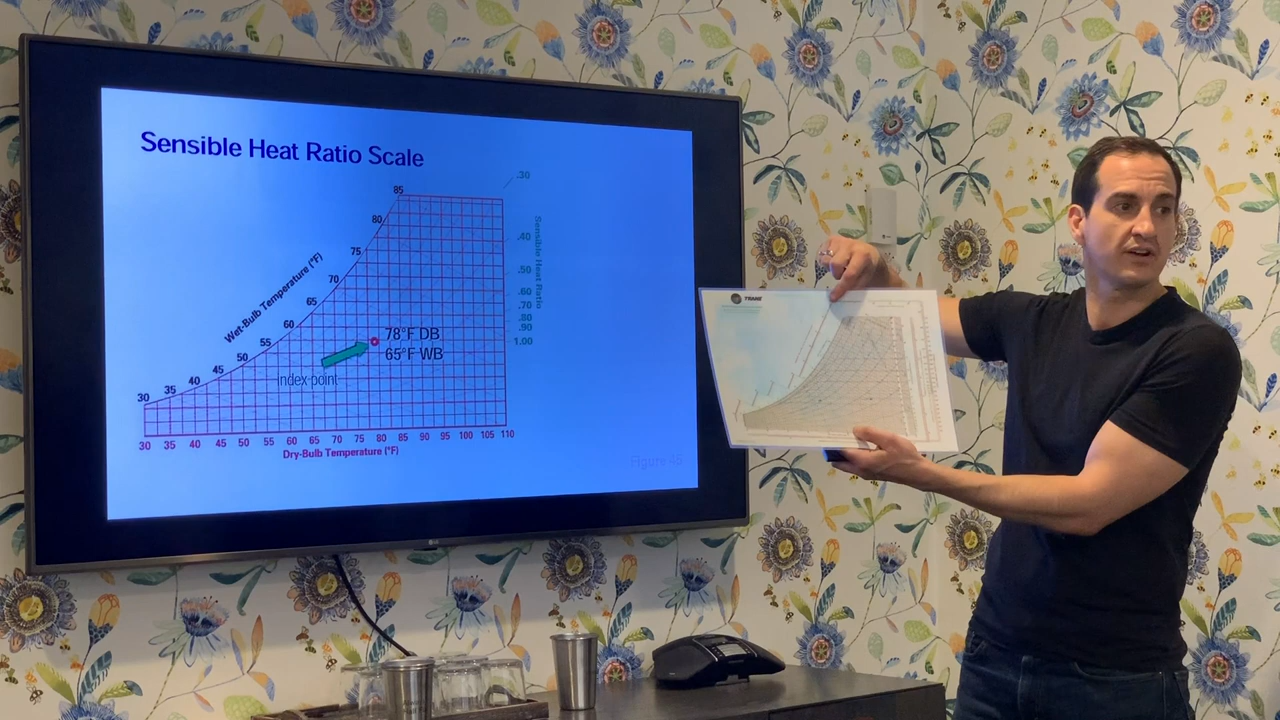 Sensible Heat Ratio Scale
85
80
75
70
65
60
55
50
45
40
35
30
Wet-Bulb Temperature (°F)
.30
.40
.50
.60
.70
.80
.90
1.00
Sensible Heat Ratio
78°F DB
65°F WB
Index point
30 35 40 45 50 55 60 65 70 75 80 85 90 95 100 105 110
Dry-Bulb Temperature (°F)
Figure 45
TRANE